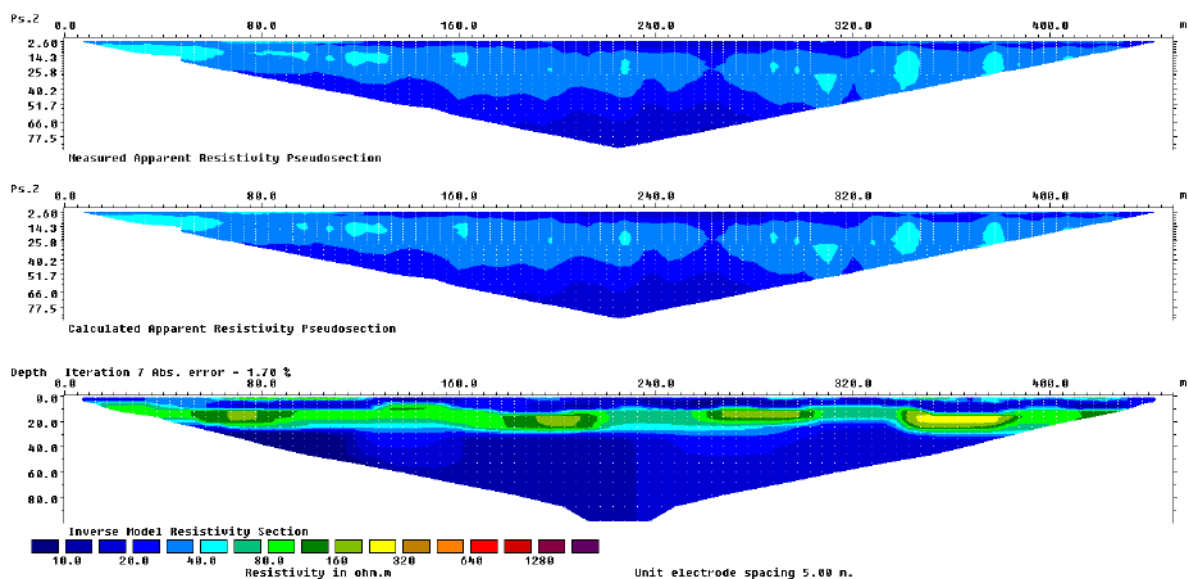 Ps.Z 0.0 80.0 160.0 240.0 320.0 400.0 m
2.60
14.3
25.8
40.2
51.7
66.0
77.5
Measured Apparent Resistivity Pseudosection
Ps.Z 0.0 80.0 160.0 240.0 320.0 400.0 m
2.60
14.3
25.8
40.2
51.7
66.0
77.5
Calculated Apparent Resistivity Pseudosection
Depth Iteration 7 Abs. error = 1.70 %
0.0 80.0 160.0 240.0 320.0 400.0 m
0.0
20.0
40.0
60.0
80.0
Inverse Model Resistivity Section
10.0 20.0 40.0 80.0 160 320 640 1280
Resistivity in ohm.m Unit electrode spacing 5.00 m.